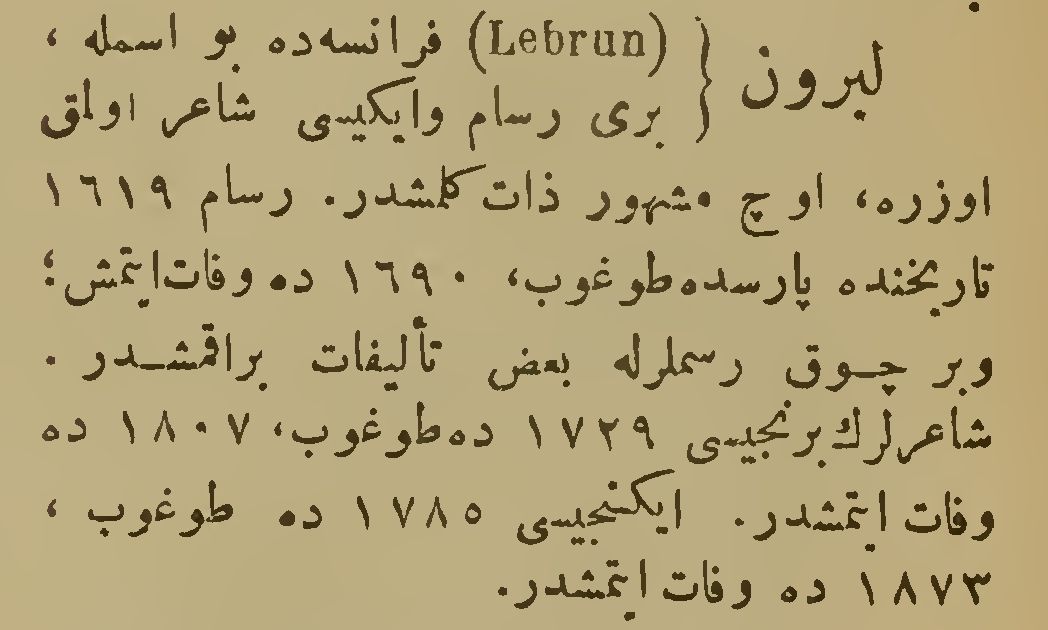 لبرون { (Lebrun) فرانسه‌ده بو اسمله ،
بری رسام وایکیسی شاعر اولمق
اوزره، اوچ مشهور ذات کلمشدر. رسام ١٦١٩
تاریخنده پارسده طوغوب، ١٦٩٠ ده وفات ایتمش؛
وبر چوق رسملرله بعض تألیفات براقمشدر .
شاعرلرك برنجیسی ١٧٢٩ ده طوغوب، ١٨٠٧ ده
وفات ایتمشدر. ایکنجیسی ١٧٨٥ ده طوغوب ،
١٨٧٣ ده وفات ایتمشدر.